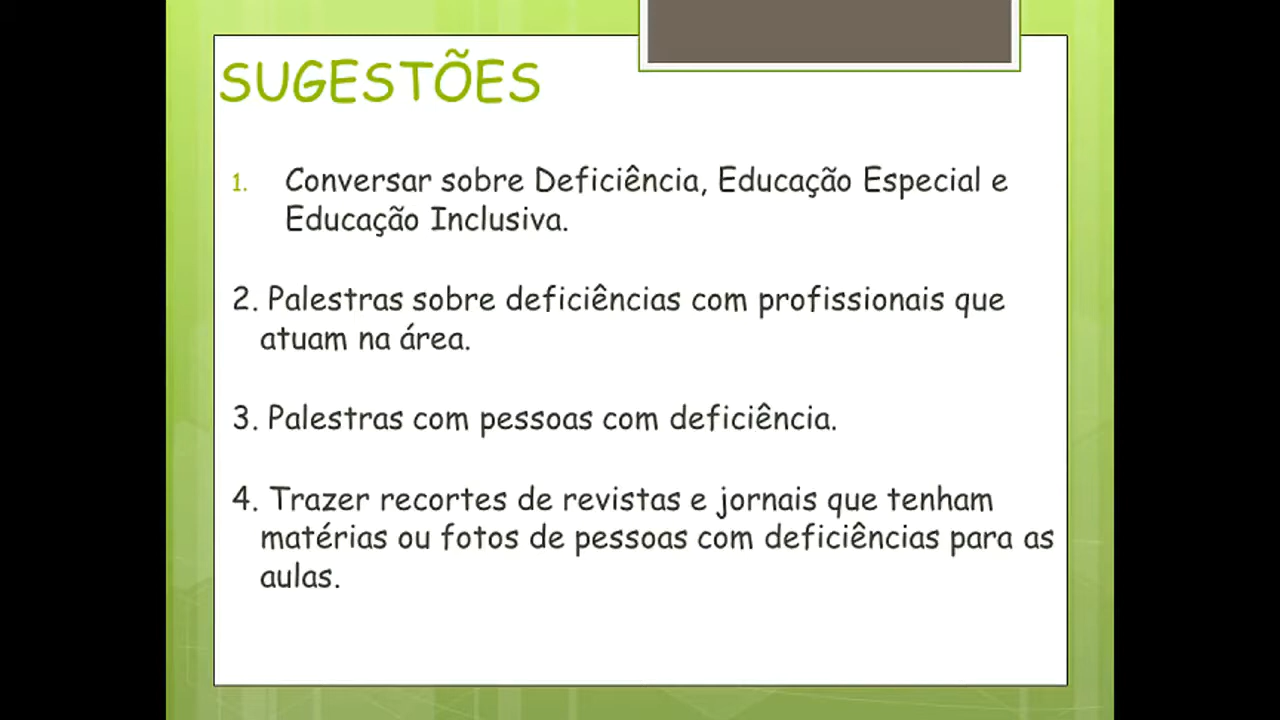 SUGESTÕES
1. Conversar sobre Deficiência, Educação Especial e
Educação Inclusiva.
2. Palestras sobre deficiências com profissionais que
atuam na área.
3. Palestras com pessoas com deficiência.
4. Trazer recortes de revistas e jornais que tenham
matérias ou fotos de pessoas com deficiências para as
aulas.